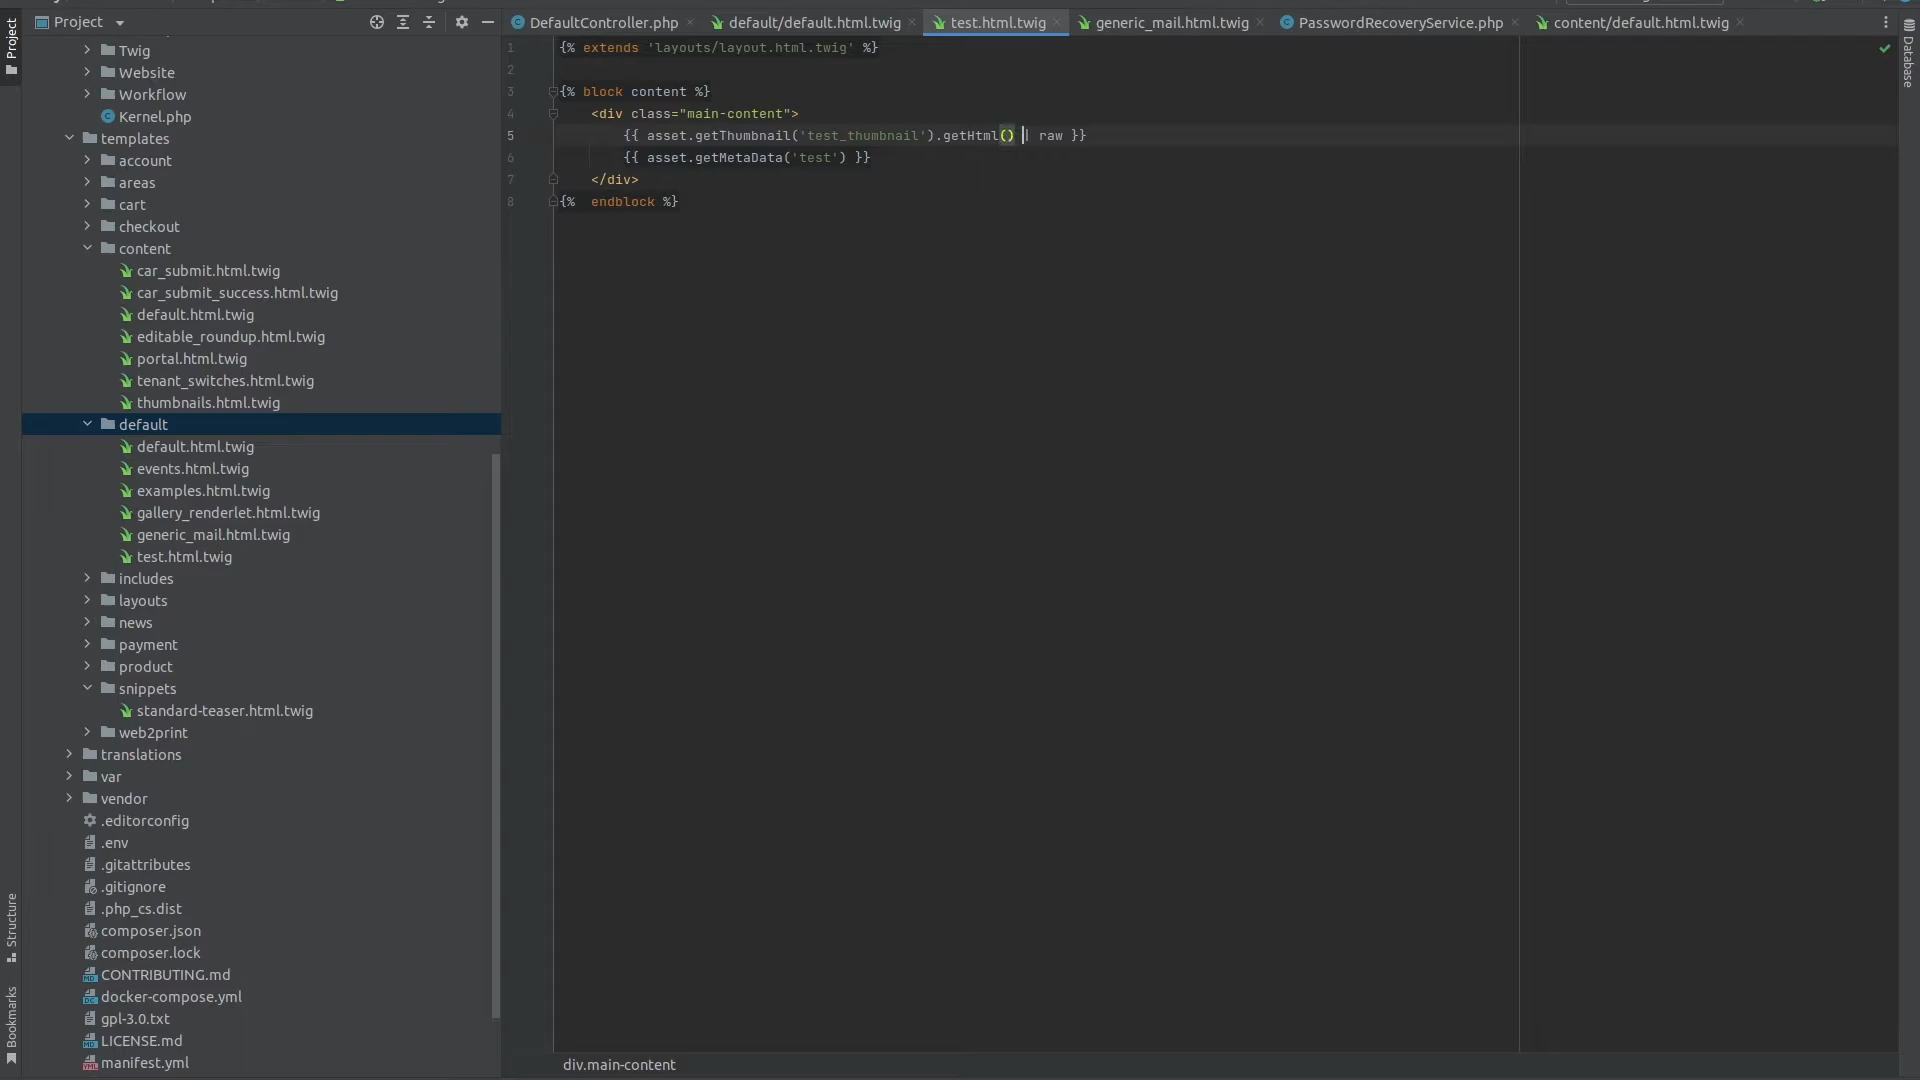 Project
DefaultController.php
default/default.html.twig
test.html.twig
generic_mail.html.twig
PasswordRecoveryService.php
content/default.html.twig
Project
Structure
Bookmarks
Database
Twig
Website
Workflow
Kernel.php
templates
account
areas
cart
checkout
content
car_submit.html.twig
car_submit_success.html.twig
default.html.twig
editable_roundup.html.twig
portal.html.twig
tenant_switches.html.twig
thumbnails.html.twig
default
default.html.twig
events.html.twig
examples.html.twig
gallery_renderlet.html.twig
generic_mail.html.twig
test.html.twig
includes
layouts
news
payment
product
snippets
standard-teaser.html.twig
web2print
translations
var
vendor
.editorconfig
.env
.gitattributes
.gitignore
.php_cs.dist
composer.json
composer.lock
CONTRIBUTING.md
docker-compose.yml
gpl-3.0.txt
LICENSE.md
manifest.yml
1 {% extends 'layouts/layout.html.twig' %}
2
3 {% block content %}
4 <div class="main-content">
5 {{ asset.getThumbnail('test_thumbnail').getHtml() | raw }}
6 {{ asset.getMetaData('test') }}
7 </div>
8 {%  endblock %}
div.main-content